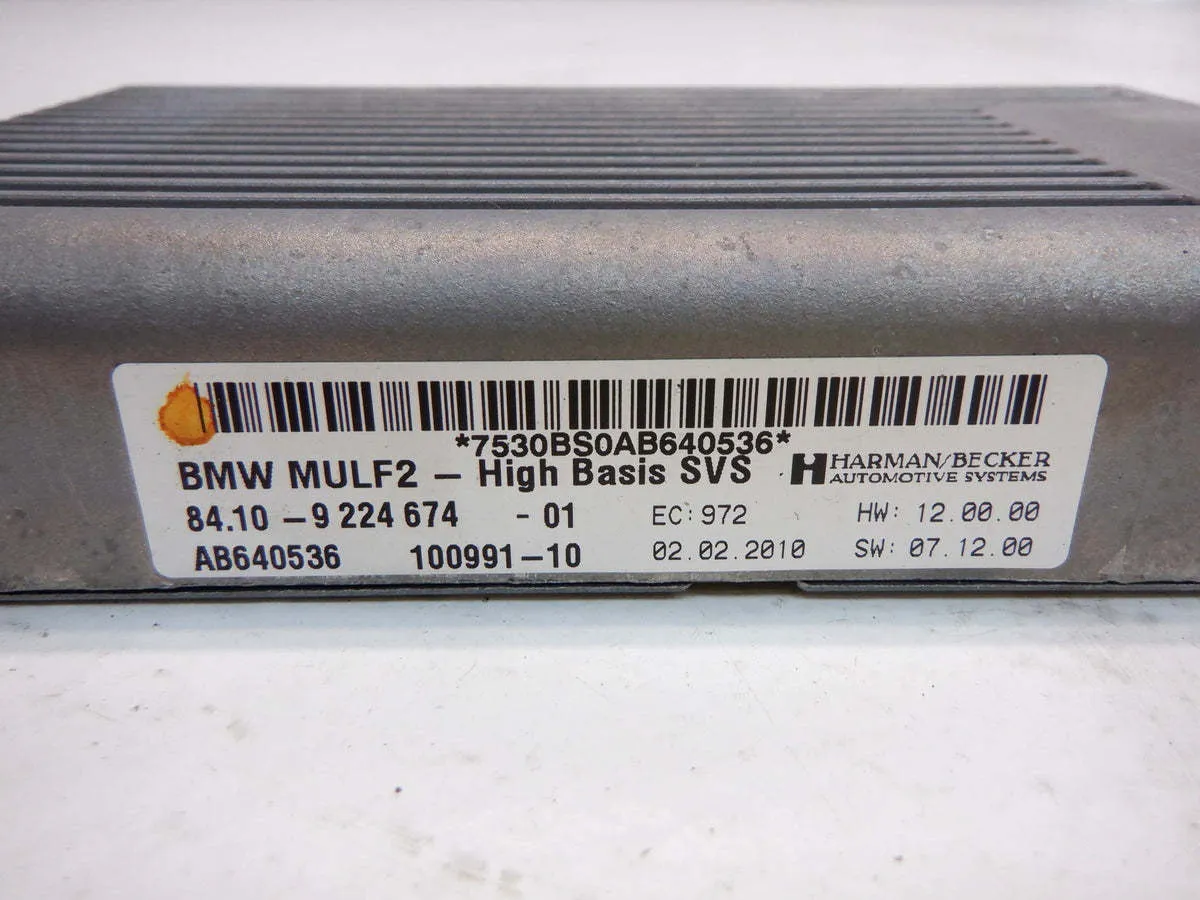 *7530BS0AB640536*
BMW MULF2 – High Basis SVS
HARMAN/BECKER
AUTOMOTIVE SYSTEMS
84.10 – 9 224 674 - 01 EC: 972 HW: 12.00.00
AB640536 100991–10 02.02.2010 SW: 07.12.00